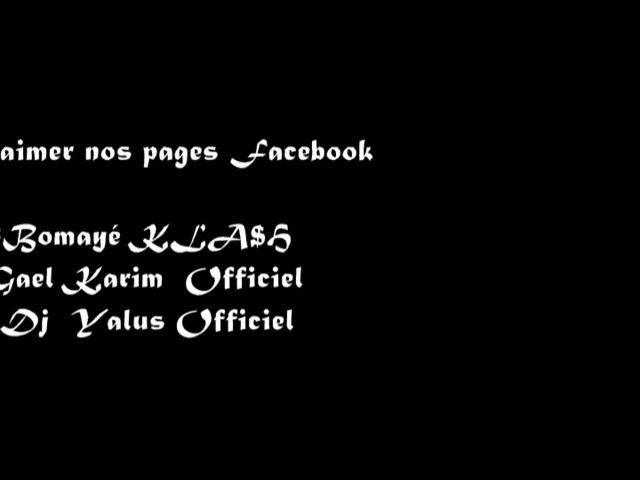 aimer nos pages Facebook
Bomayé KLA$H
Gael Karim Officiel
Dj Yalus Officiel